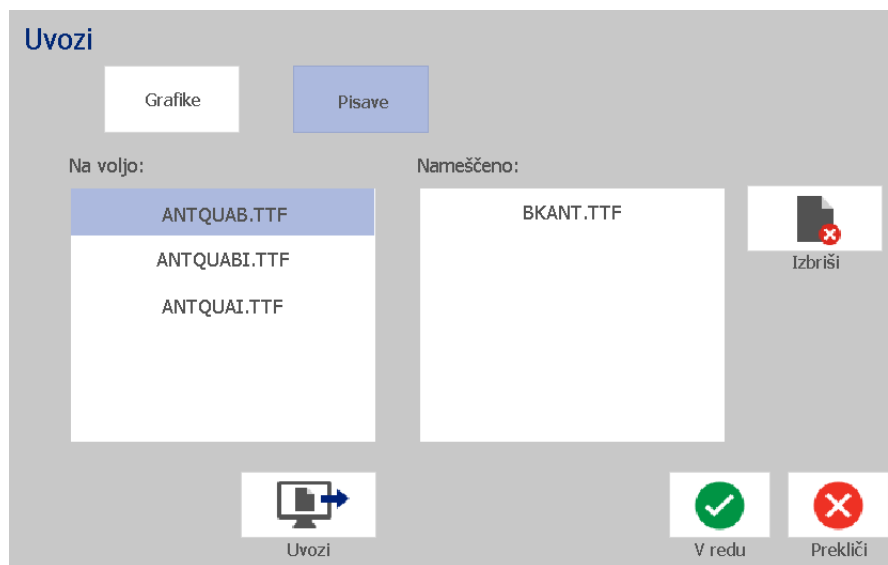 Uvozi
Grafike
Pisave
Na voljo:
Nameščeno:
ANTQUAB.TTF
ANTQUABI.TTF
ANTQUAI.TTF
BKANT.TTF
Izbriši
Uvozi
V redu
Prekliči